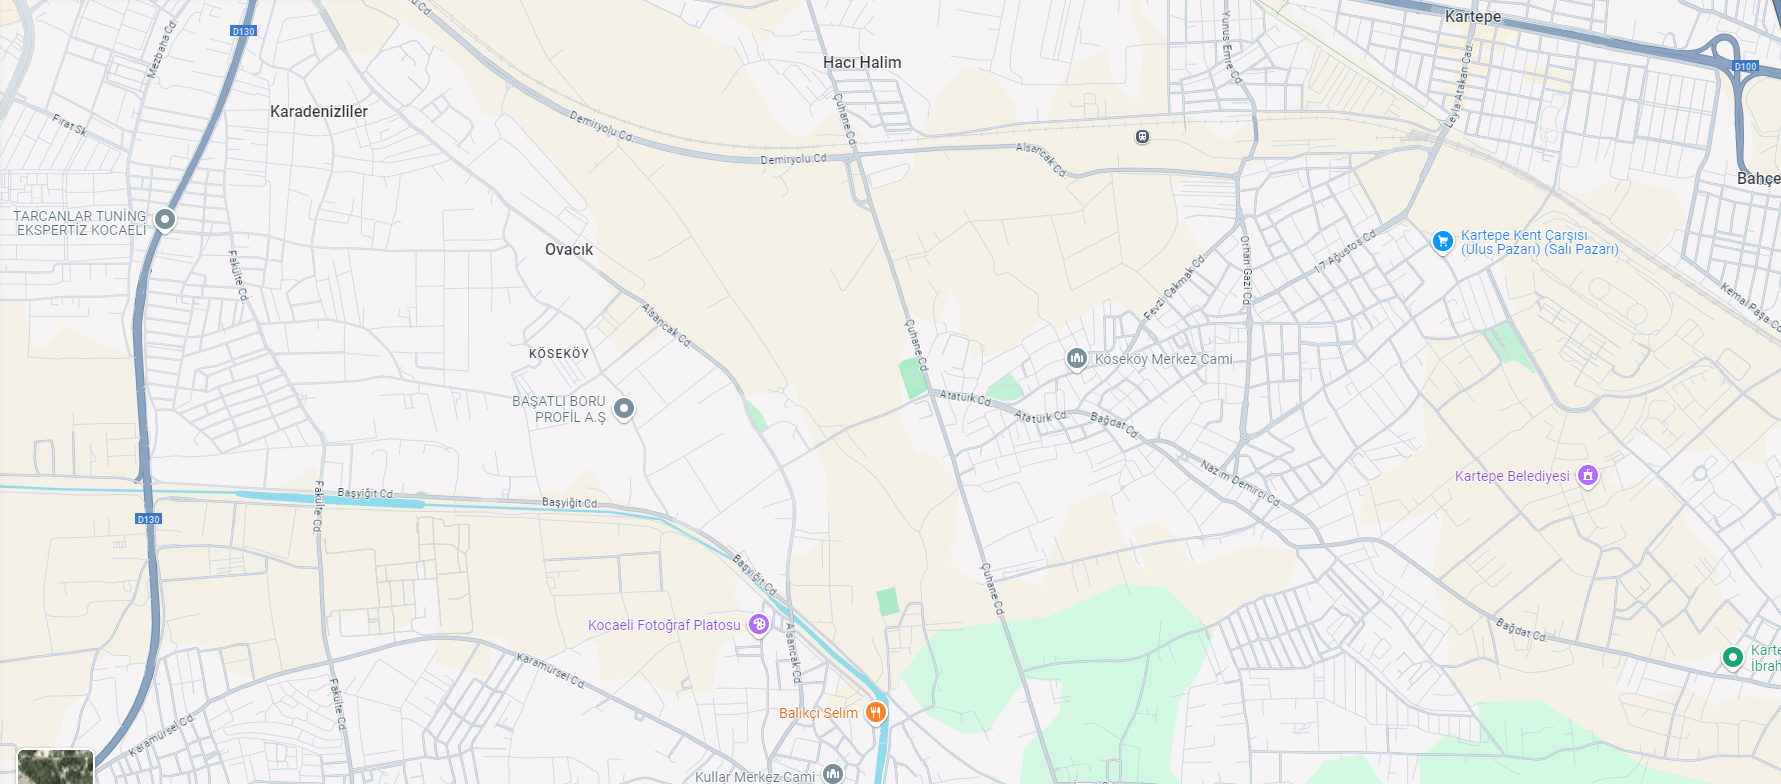 Kartepe
D130
D100
Mezbaha Cd.
Yunus Emre Cd.
Leyla Atakan Cad.
Hacı Halim
Karadenizliler
Fırat Sk.
Demiryolu Cd.
Çuhane Cd.
Demiryolu Cd.
Alsancak Cd.
Bahçe
TARCANLAR TUNİNG
EKSPERTİZ KOCAELİ
Ovacık
Fakülte Cd.
Orhan Gazi Cd.
Fevzi Çakmak Cd.
17 Ağustos Cd.
Kartepe Kent Çarşısı
(Ulus Pazarı) (Salı Pazarı)
Kemal Paşa Cd
Alsancak Cd.
Çuhane Cd.
KÖSEKÖY
Köseköy Merkez Cami
BAŞATLI BORU
PROFİL A.Ş
Atatürk Cd.
Atatürk Cd.
Bağdat Cd.
Nazım Demirci Cd.
Kartepe Belediyesi
Fakülte Cd.
Başyiğit Cd.
Başyiğit Cd.
D130
Başyiğit Cd.
Çuhane Cd.
Kocaeli Fotoğraf Platosu
Alsancak Cd.
Bağdat Cd.
Karte
İbrah
Karamürsel Cd.
Fakülte Cd.
Karamürsel Cd.
Balıkçı Selim
Kullar Merkez Cami